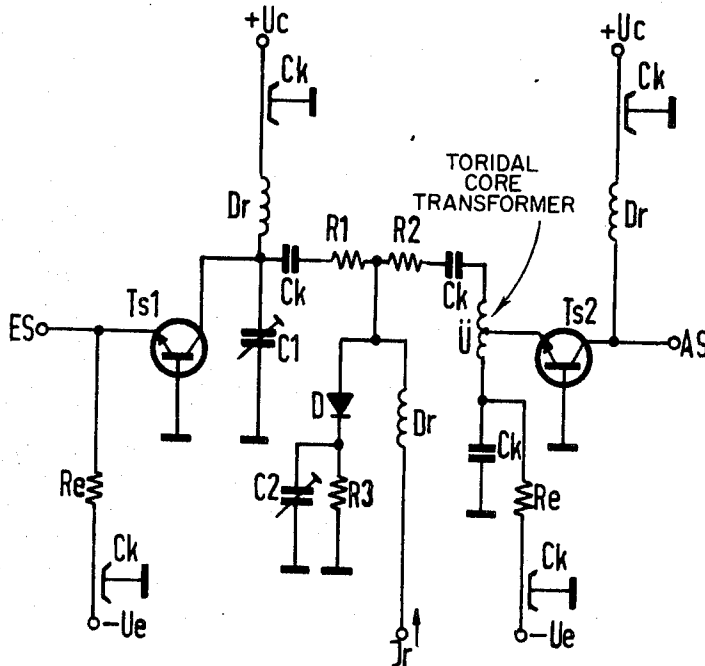 +Uc
Ck
+Uc
Ck
TORIDAL
CORE
TRANSFORMER
Dr
Dr
R1
R2
Ck
Ck
Ts1
Ts2
ES
C1
Ü
AS
D
Dr
Ck
C2
R3
Re
Re
Ck
Ck
-Ue
-Ue
Jr